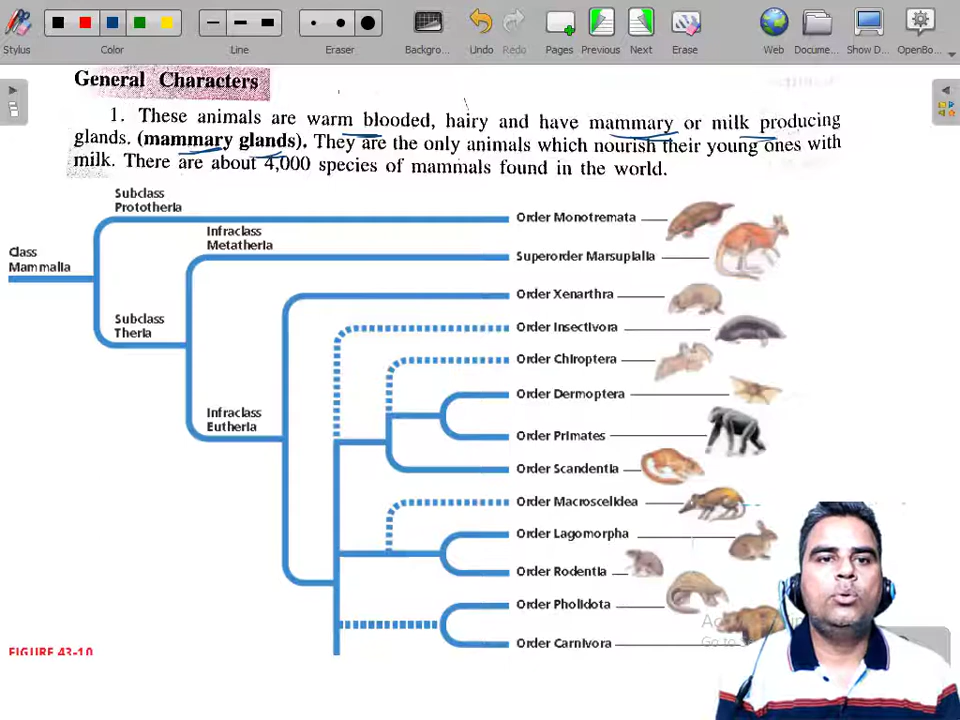 Stylus
Color
Line
Eraser
Backgro...
Undo
Redo
Pages
Previous
Next
Erase
Web
Docume...
Show D...
OpenBo...
General Characters
1. These animals are warm blooded, hairy and have mammary or milk producing
glands. (mammary glands). They are the only animals which nourish their young ones with
milk. There are about 4,000 species of mammals found in the world.
Subclass
Prototheria
Order Monotremata
Infraclass
Metatheria
Class
Mammalia
Superorder Marsupialia
Order Xenarthra
Subclass
Theria
Order Insectivora
Order Chiroptera
Order Dermoptera
Infraclass
Eutheria
Order Primates
Order Scandentia
Order Macroscelidea
Order Lagomorpha
Order Rodentia
Order Pholidota
Order Carnivora
FIGURE 43-10
Go to S